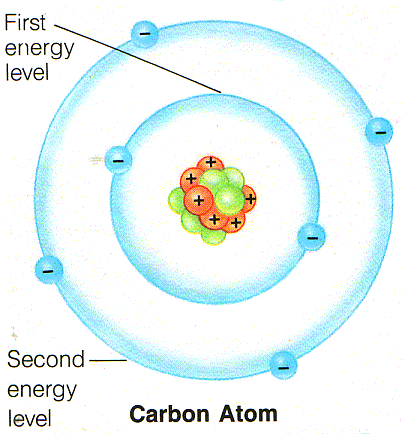 First
energy
level
Second
energy
level
Carbon Atom